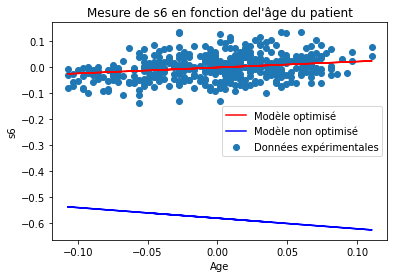 Mesure de s6 en fonction del'âge du patient
0.1
0.0
−0.1
−0.2
−0.3
−0.4
−0.5
−0.6
s6
Modèle optimisé
Modèle non optimisé
Données expérimentales
−0.10
−0.05
0.00
0.05
0.10
Age